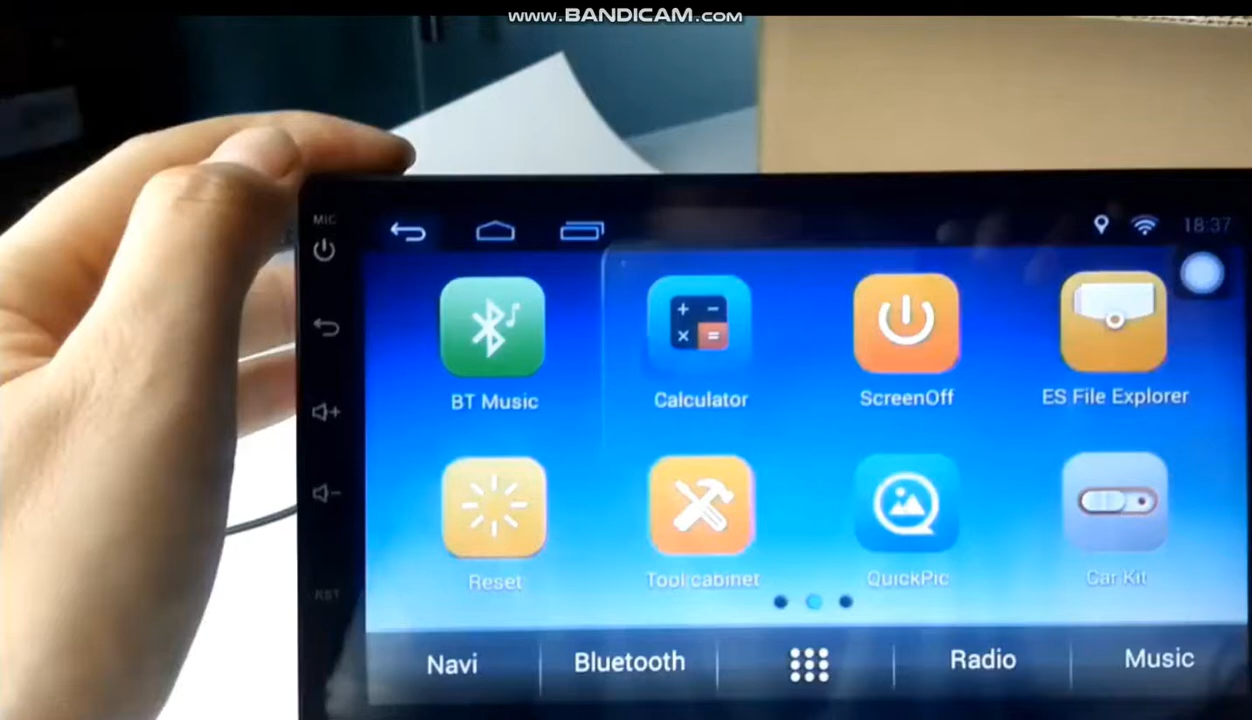 WWW.BANDICAM.COM
MIC
18:37
BT Music
Calculator
ScreenOff
ES File Explorer
Reset
Tool cabinet
QuickPic
Car Kit
RST
Navi
Bluetooth
Radio
Music